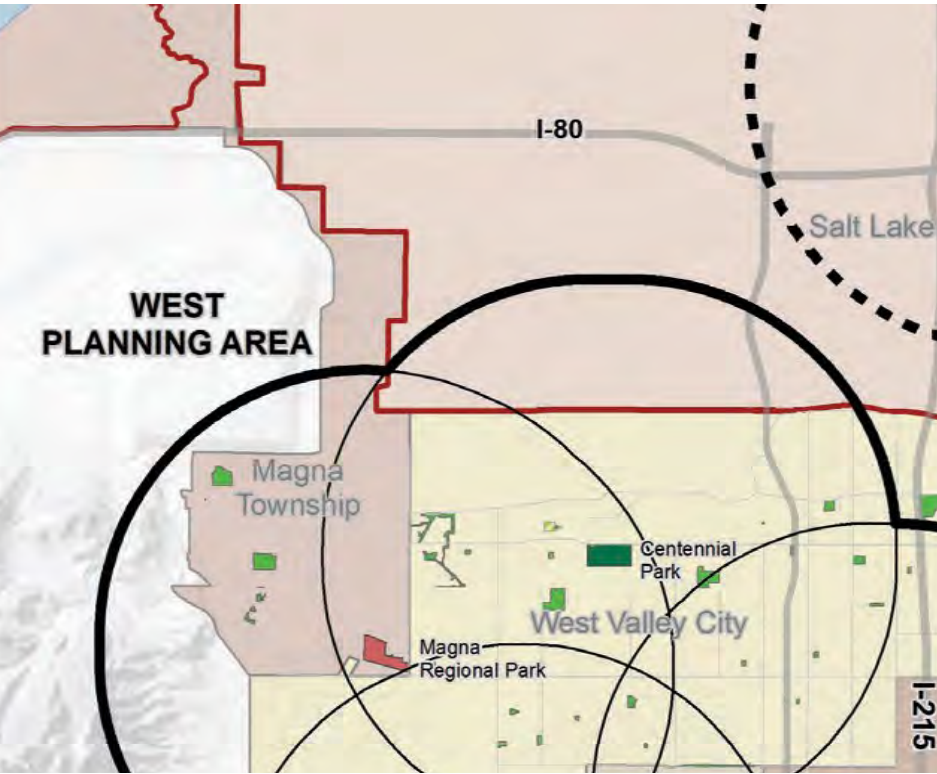 I-80
Salt Lake
WEST
PLANNING AREA
Magna
Township
Centennial
Park
West Valley City
Magna
Regional Park
I-215